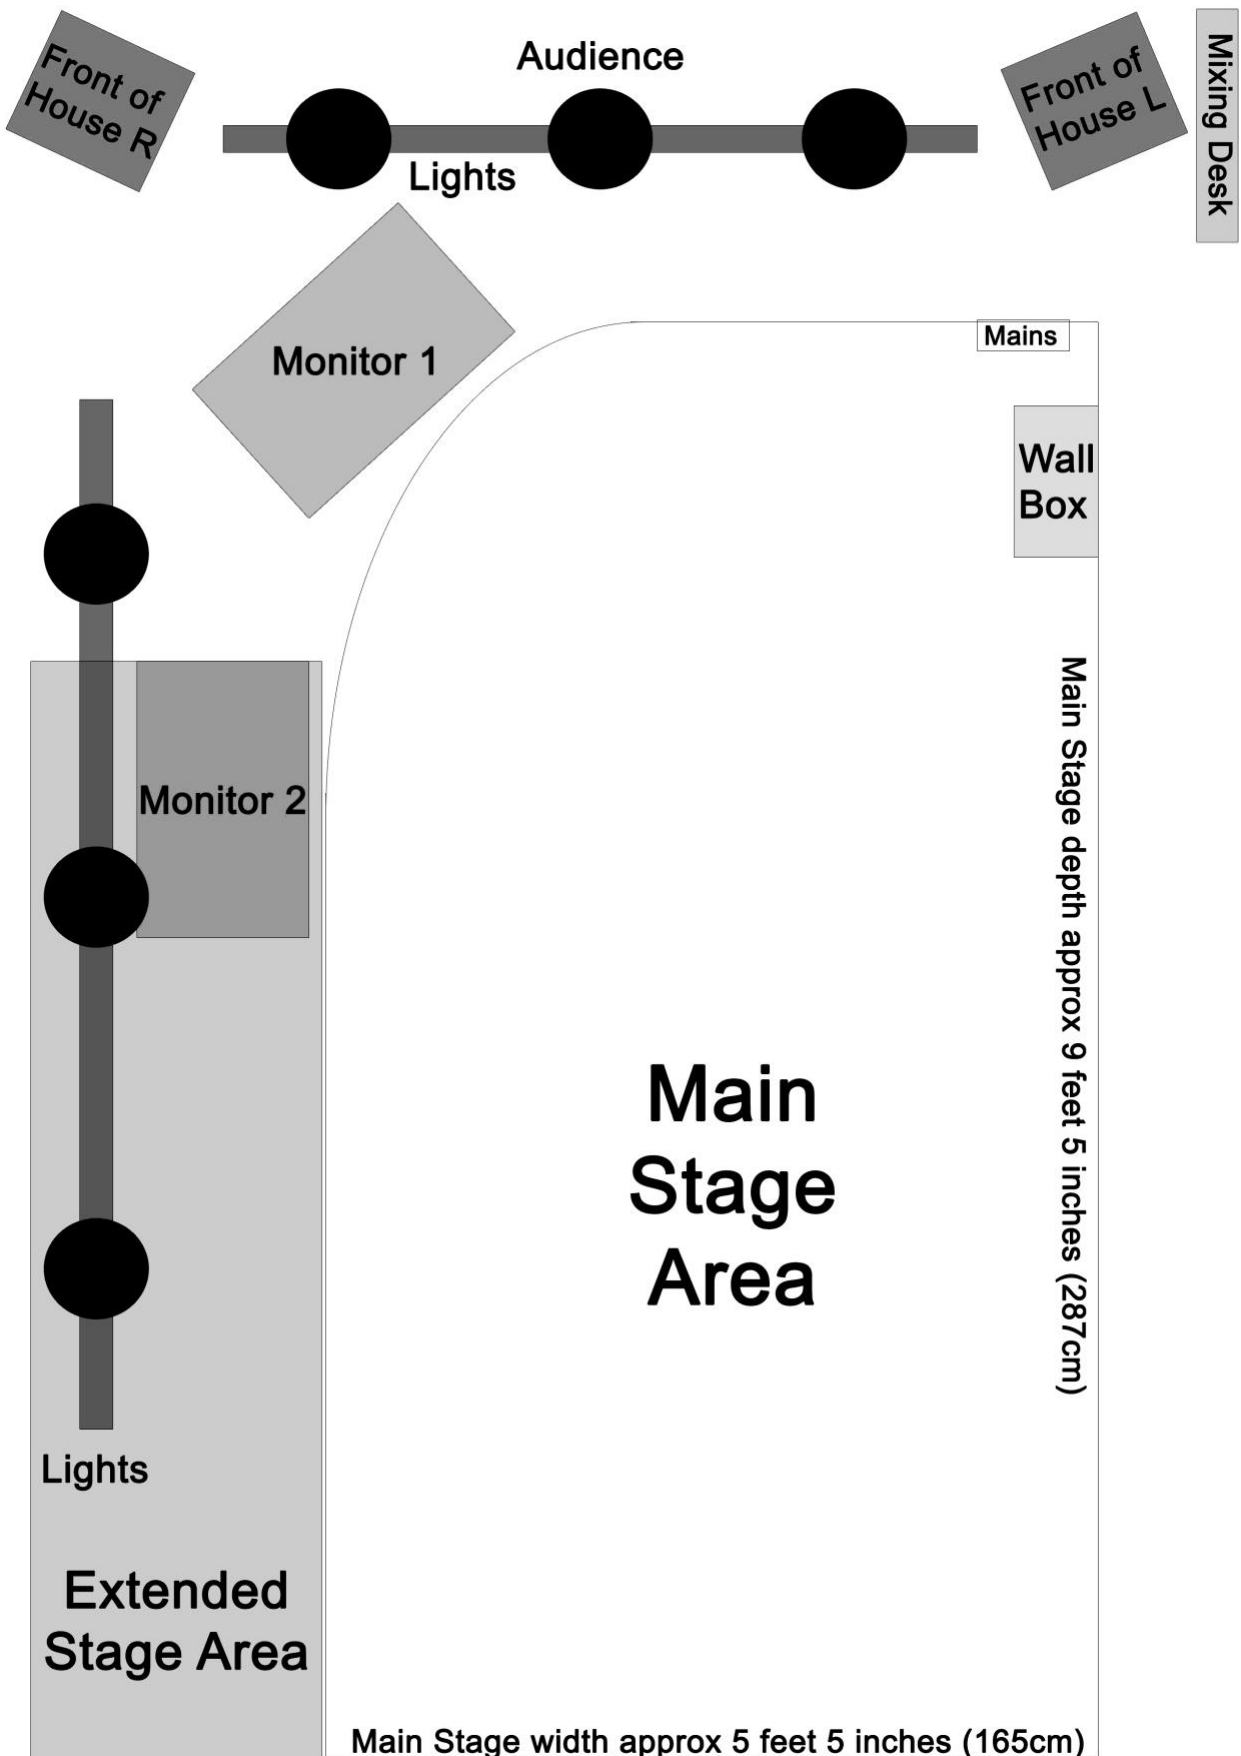 Audience
Front of
House R
Front of
House L
Mixing Desk
Lights
Mains
Monitor 1
Wall
Box
Monitor 2
Main Stage depth approx 9 feet 5 inches (287cm)
Main
Stage
Area
Lights
Extended
Stage Area
Main Stage width approx 5 feet 5 inches (165cm)